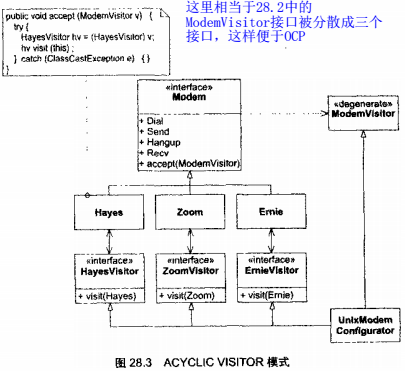 public void accept (ModemVisitor v) {
try {
HayesVisitor hv = (HayesVisitor) v;
hv visit (this) ;
} catch (ClassCastException e) { }
}
这里相当于28.2中的
ModemVisitor接口被分散成三个
接口，这样便于OCP
«interface»
Modem
+ Dial
+ Send
+ Hangup
+ Recv
+ accept(ModemVisitor)
«degenerate»
ModemVisitor
Hayes
Zoom
Ernie
«interface»
HayesVisitor
+ visit(Hayes)
«interface»
ZoomVisitor
+ visit(Zoom)
«interface»
ErnieVisitor
+ visit(Ernie)
UnixModem
Configurator
图 28.3 ACYCLIC VISITOR 模式